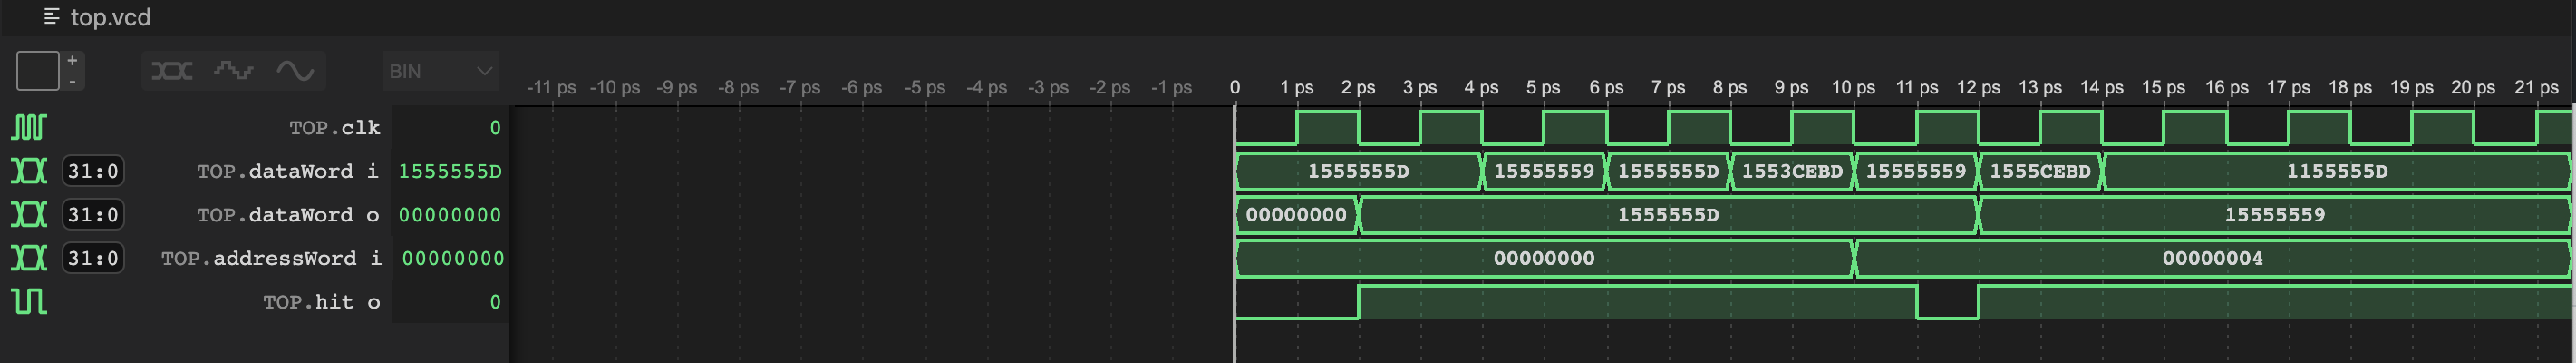 top.vcd
+
-
BIN
-11 ps -10 ps -9 ps -8 ps -7 ps -6 ps -5 ps -4 ps -3 ps -2 ps -1 ps 0 1 ps 2 ps 3 ps 4 ps 5 ps 6 ps 7 ps 8 ps 9 ps 10 ps 11 ps 12 ps 13 ps 14 ps 15 ps 16 ps 17 ps 18 ps 19 ps 20 ps 21 ps
TOP.clk 0
31:0 TOP.dataWord i 1555555D 1555555D 15555559 1555555D 1553CEBD 15555559 1555CEBD 1155555D
31:0 TOP.dataWord o 00000000 00000000 1555555D 15555559
31:0 TOP.addressWord i 00000000 00000000 00000004
TOP.hit o 0